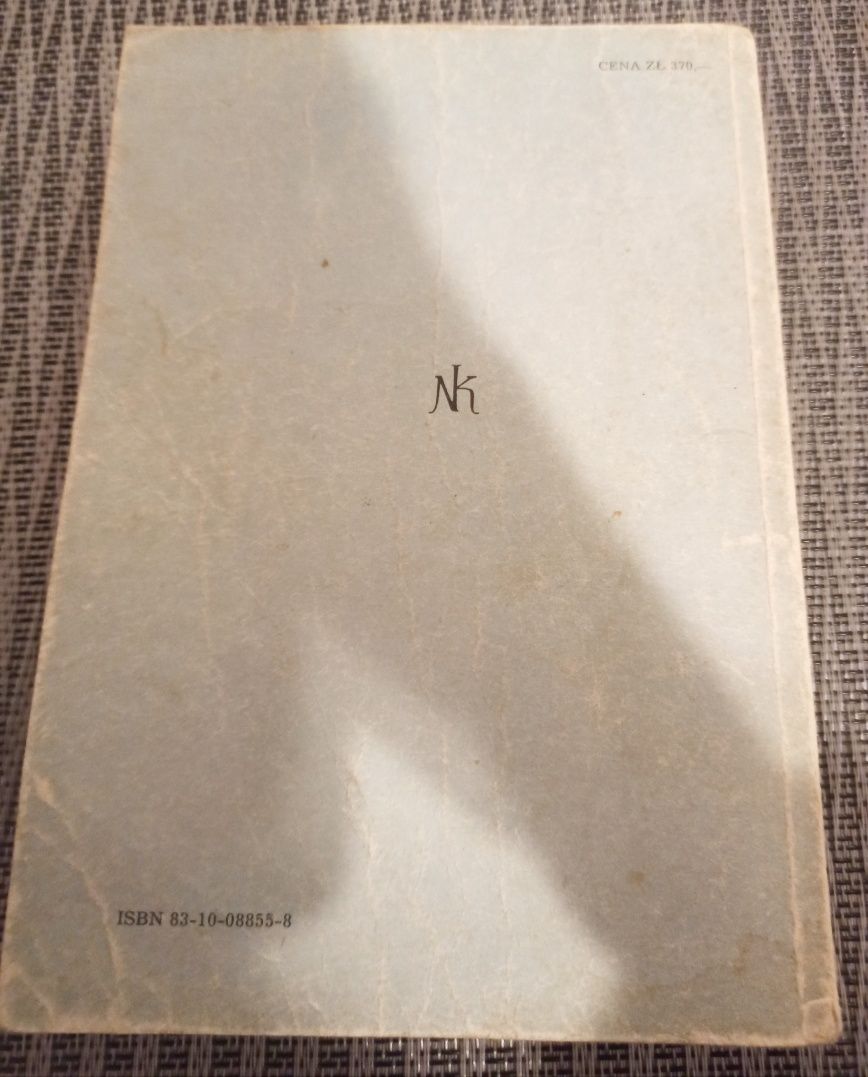 CENA ZŁ 370,—
NK
ISBN 83-10-08855-8